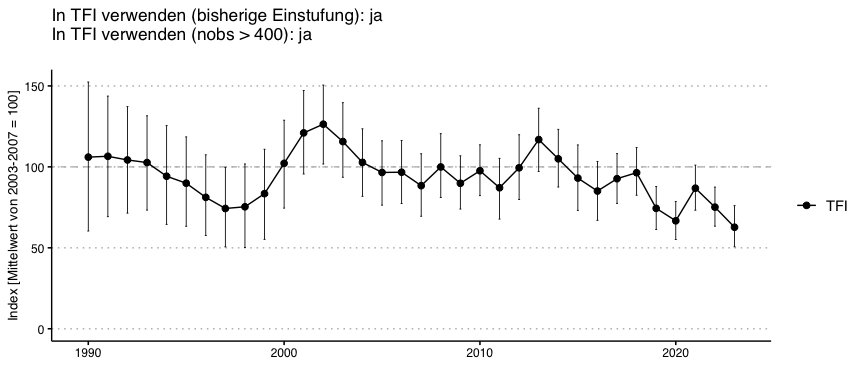 In TFI verwenden (bisherige Einstufung): ja
In TFI verwenden (nobs > 400): ja
Index [Mittelwert von 2003-2007 = 100]
150
100
50
0
1990
2000
2010
2020
TFI